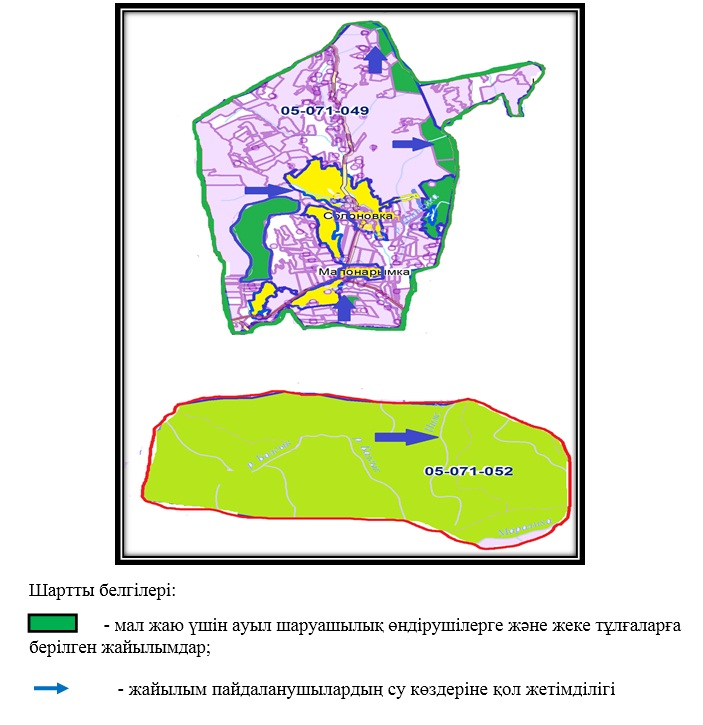 05-071-049
Солоновка
Малонарымка
05-071-052
Шартты белгілері:
- мал жаю үшін ауыл шаруашылық өндірушілерге және жеке тұлғаларға
берілген жайылымдар;
- жайылым пайдаланушылардың су көздеріне қол жетімділігі